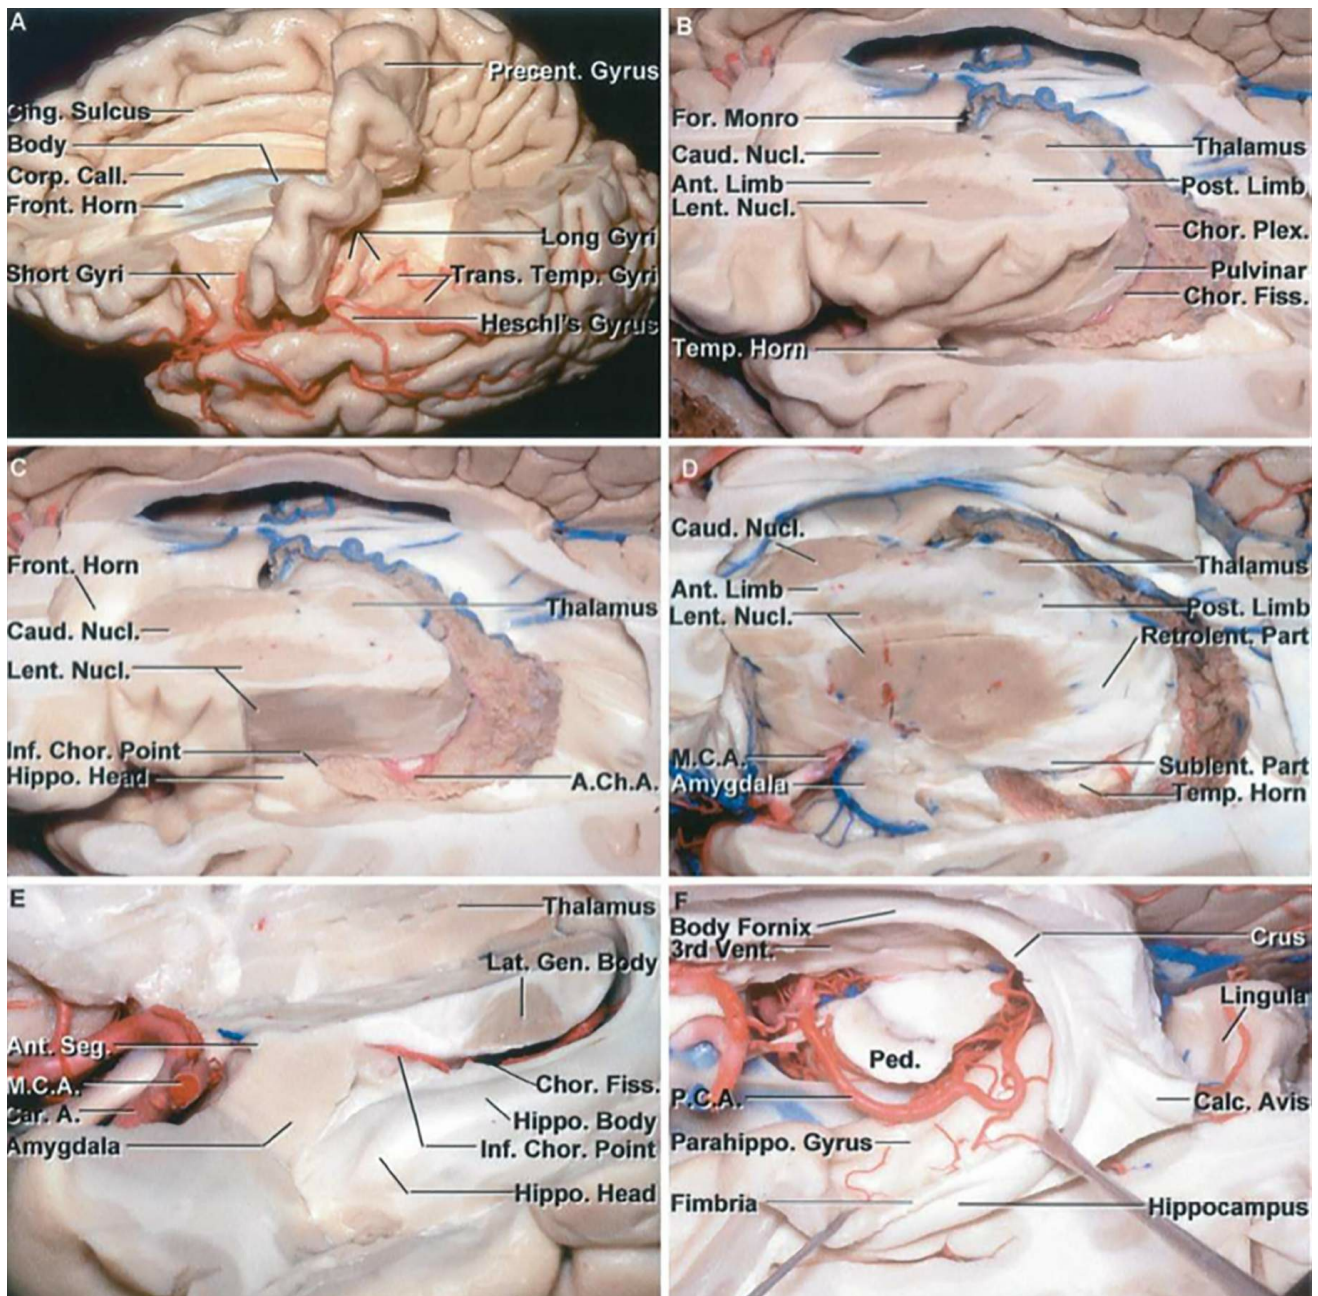 A
Precent. Gyrus
Cing. Sulcus
Body
Corp. Call.
Front. Horn
Long Gyri
Short Gyri
Trans. Temp. Gyri
Heschl's Gyrus
B
For. Monro
Caud. Nucl.
Thalamus
Ant. Limb
Post. Limb
Lent. Nucl.
Chor. Plex.
Pulvinar
Chor. Fiss.
Temp. Horn
C
Front. Horn
Thalamus
Caud. Nucl.
Lent. Nucl.
Inf. Chor. Point
Hippo. Head
A.Ch.A.
D
Caud. Nucl.
Thalamus
Ant. Limb
Post. Limb
Lent. Nucl.
Retrolent. Part
M.C.A.
Sublent. Part
Amygdala
Temp. Horn
E
Thalamus
Lat. Gen. Body
Ant. Seg.
M.C.A.
Chor. Fiss.
Car. A.
Hippo. Body
Amygdala
Inf. Chor. Point
Hippo. Head
F
Body Fornix
Crus
3rd Vent.
Lingula
Ped.
P.C.A.
Calc. Avis
Parahippo. Gyrus
Fimbria
Hippocampus